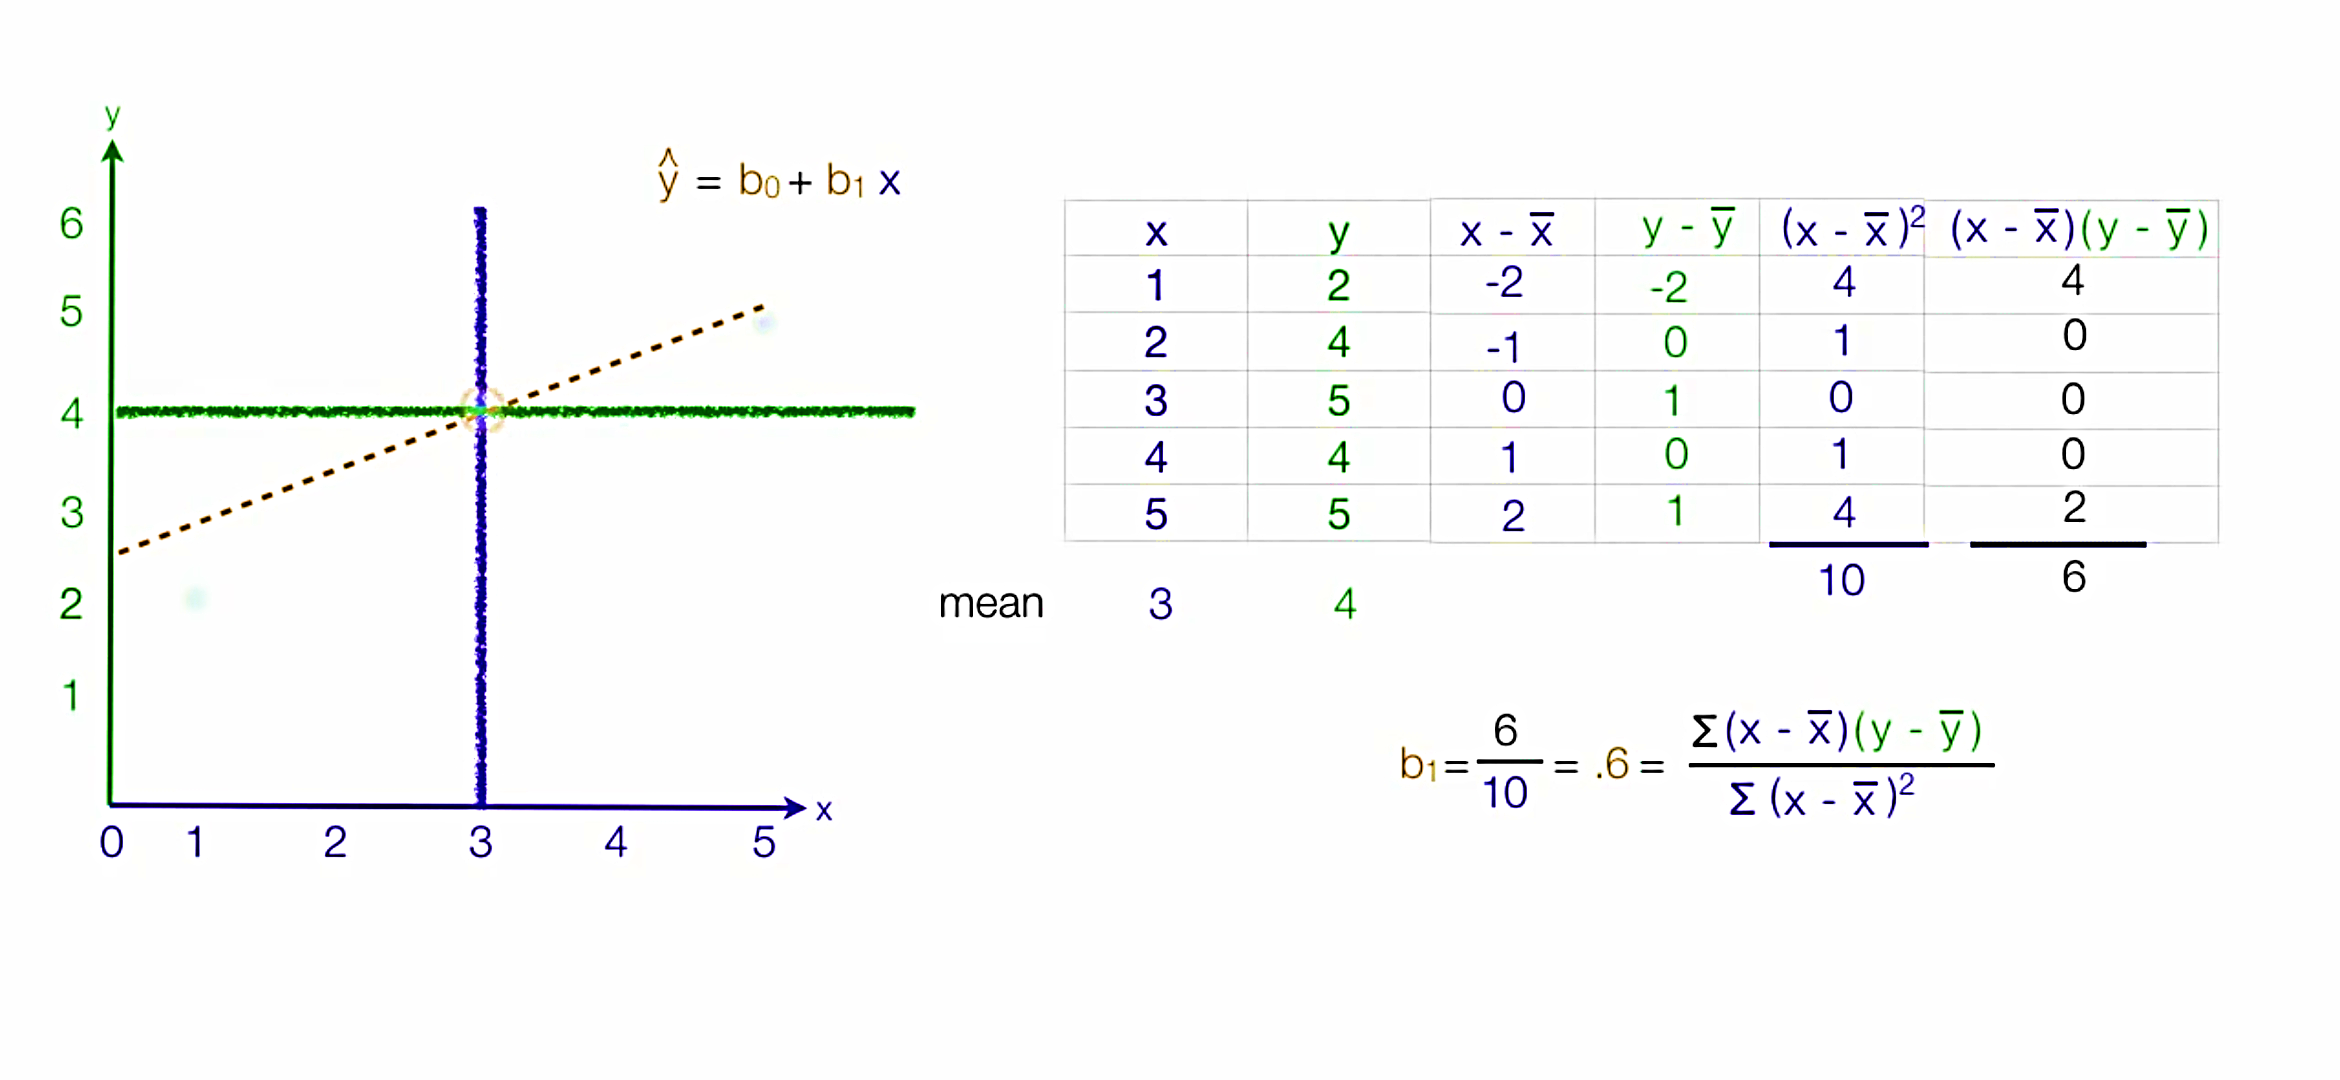 y
6
5
4
3
2
1
0 1 2 3 4 5 x
ŷ = b₀ + b₁ x
x y x - x̅ y - y̅ (x - x̅)² (x - x̅)(y - y̅)
1 2 -2 -2 4 4
2 4 -1 0 1 0
3 5 0 1 0 0
4 4 1 0 1 0
5 5 2 1 4 2
10 6
mean 3 4
b₁ = 6/10 = .6 = Σ(x - x̅)(y - y̅) / Σ(x - x̅)²